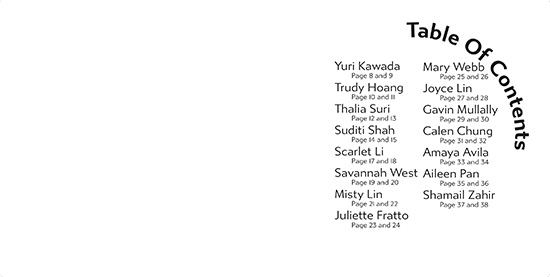 Table Of Contents
Yuri Kawada
Page 8 and 9
Trudy Hoang
Page 10 and 11
Thalia Suri
Page 12 and 13
Suditi Shah
Page 14 and 15
Scarlet Li
Page 17 and 18
Savannah West
Page 19 and 20
Misty Lin
Page 21 and 22
Juliette Fratto
Page 23 and 24
Mary Webb
Page 25 and 26
Joyce Lin
Page 27 and 28
Gavin Mullally
Page 29 and 30
Calen Chung
Page 31 and 32
Amaya Avila
Page 33 and 34
Aileen Pan
Page 35 and 36
Shamail Zahir
Page 37 and 38